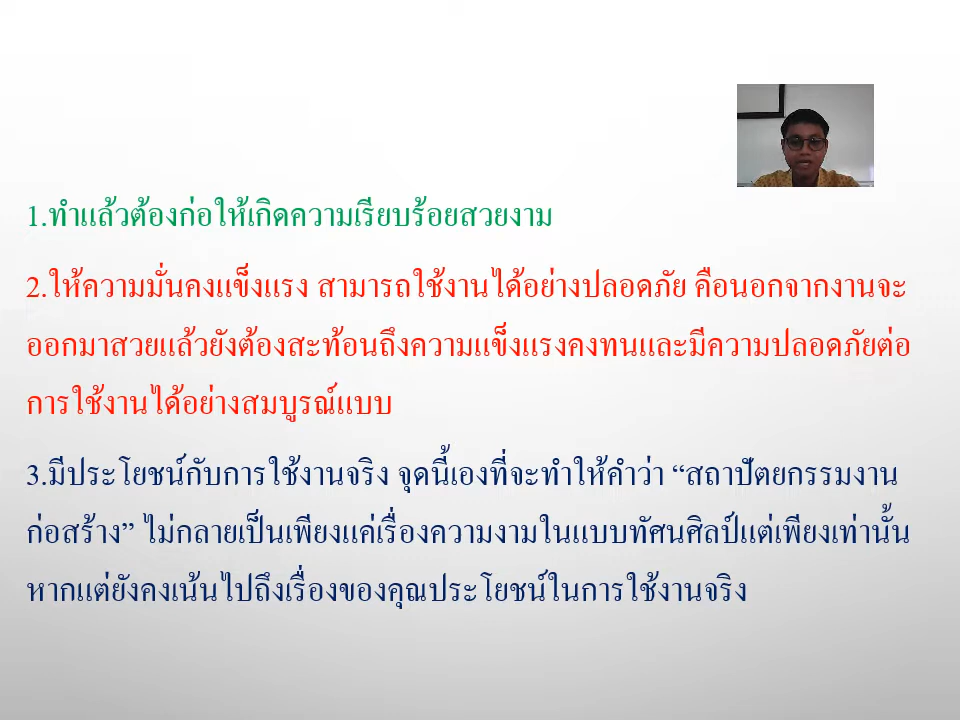 1.ทำแล้วต้องก่อให้เกิดความเรียบร้อยสวยงาม
2.ให้ความมั่นคงแข็งแรง สามารถใช้งานได้อย่างปลอดภัย คือนอกจากงานจะ
ออกมาสวยแล้วยังต้องสะท้อนถึงความแข็งแรงคงทนและมีความปลอดภัยต่อ
การใช้งานได้อย่างสมบูรณ์แบบ
3.มีประโยชน์กับการใช้งานจริง จุดนี้เองที่จะทำให้คำว่า “สถาปัตยกรรมงาน
ก่อสร้าง” ไม่กลายเป็นเพียงแค่เรื่องความงามในแบบทัศนศิลป์แต่เพียงเท่านั้น
หากแต่ยังคงเน้นไปถึงเรื่องของคุณประโยชน์ในการใช้งานจริง